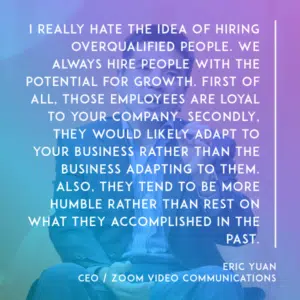 I REALLY HATE THE IDEA OF HIRING
OVERQUALIFIED PEOPLE. WE
ALWAYS HIRE PEOPLE WITH THE
POTENTIAL FOR GROWTH. FIRST OF
ALL, THOSE EMPLOYEES ARE LOYAL
TO YOUR COMPANY. SECONDLY,
THEY WOULD LIKELY ADAPT TO
YOUR BUSINESS RATHER THAN THE
BUSINESS ADAPTING TO THEM.
ALSO, THEY TEND TO BE MORE
HUMBLE RATHER THAN REST ON
WHAT THEY ACCOMPLISHED IN THE
PAST.
ERIC YUAN
CEO / ZOOM VIDEO COMMUNICATIONS